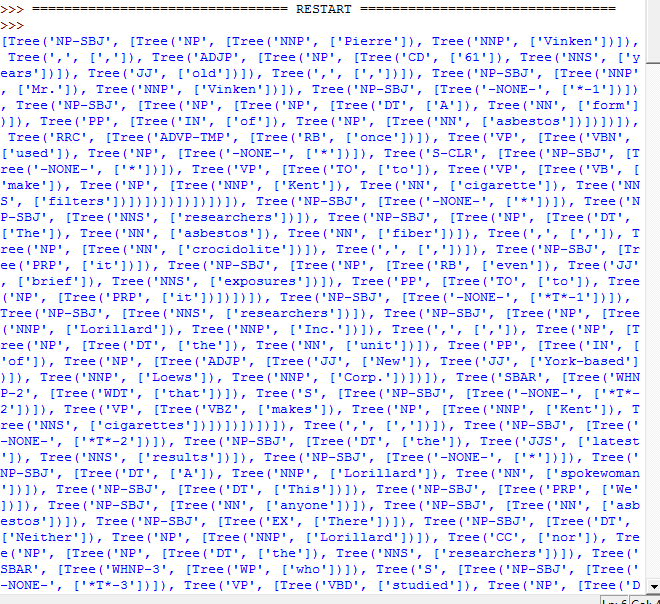 >>> ================================ RESTART ================================
>>>
[Tree('NP-SBJ', [Tree('NP', [Tree('NNP', ['Pierre']), Tree('NNP', ['Vinken'])]),
 Tree(',', [',']), Tree('ADJP', [Tree('NP', [Tree('CD', ['61']), Tree('NNS', ['y
ears'])]), Tree('JJ', ['old'])]), Tree(',', [','])]), Tree('NP-SBJ', [Tree('NNP'
, ['Mr.']), Tree('NNP', ['Vinken'])]), Tree('NP-SBJ', [Tree('-NONE-', ['*-1'])])
, Tree('NP-SBJ', [Tree('NP', [Tree('NP', [Tree('DT', ['A']), Tree('NN', ['form']
)]), Tree('PP', [Tree('IN', ['of']), Tree('NP', [Tree('NN', ['asbestos'])])])]),
 Tree('RRC', [Tree('ADVP-TMP', [Tree('RB', ['once'])]), Tree('VP', [Tree('VBN',
['used']), Tree('NP', [Tree('-NONE-', ['*'])]), Tree('S-CLR', [Tree('NP-SBJ', [T
ree('-NONE-', ['*'])]), Tree('VP', [Tree('TO', ['to']), Tree('VP', [Tree('VB', [
'make']), Tree('NP', [Tree('NNP', ['Kent']), Tree('NN', ['cigarette']), Tree('NN
S', ['filters'])])])])])])])]), Tree('NP-SBJ', [Tree('-NONE-', ['*'])]), Tree('N
P-SBJ', [Tree('NNS', ['researchers'])]), Tree('NP-SBJ', [Tree('NP', [Tree('DT',
['The']), Tree('NN', ['asbestos']), Tree('NN', ['fiber'])]), Tree(',', [',']), T
ree('NP', [Tree('NN', ['crocidolite'])]), Tree(',', [','])]), Tree('NP-SBJ', [Tr
ee('PRP', ['it'])]), Tree('NP-SBJ', [Tree('NP', [Tree('RB', ['even']), Tree('JJ'
, ['brief']), Tree('NNS', ['exposures'])]), Tree('PP', [Tree('TO', ['to']), Tree
('NP', [Tree('PRP', ['it'])])])]), Tree('NP-SBJ', [Tree('-NONE-', ['*T*-1'])]),
Tree('NP-SBJ', [Tree('NNS', ['researchers'])]), Tree('NP-SBJ', [Tree('NP', [Tree
('NNP', ['Lorillard']), Tree('NNP', ['Inc.'])]), Tree(',', [',']), Tree('NP', [T
ree('NP', [Tree('DT', ['the']), Tree('NN', ['unit'])]), Tree('PP', [Tree('IN', [
'of']), Tree('NP', [Tree('ADJP', [Tree('JJ', ['New']), Tree('JJ', ['York-based']
)]), Tree('NNP', ['Loews']), Tree('NNP', ['Corp.'])])]), Tree('SBAR', [Tree('WHN
P-2', [Tree('WDT', ['that'])]), Tree('S', [Tree('NP-SBJ', [Tree('-NONE-', ['*T*-
2'])]), Tree('VP', [Tree('VBZ', ['makes']), Tree('NP', [Tree('NNP', ['Kent']), T
ree('NNS', ['cigarettes'])])])])])]), Tree(',', [','])]), Tree('NP-SBJ', [Tree('
-NONE-', ['*T*-2'])]), Tree('NP-SBJ', [Tree('DT', ['the']), Tree('JJS', ['latest
']), Tree('NNS', ['results'])]), Tree('NP-SBJ', [Tree('-NONE-', ['*'])]), Tree('
NP-SBJ', [Tree('DT', ['A']), Tree('NNP', ['Lorillard']), Tree('NN', ['spokewoman
'])]), Tree('NP-SBJ', [Tree('DT', ['This'])]), Tree('NP-SBJ', [Tree('PRP', ['We'
])]), Tree('NP-SBJ', [Tree('NN', ['anyone'])]), Tree('NP-SBJ', [Tree('NN', ['asb
estos'])]), Tree('NP-SBJ', [Tree('EX', ['There'])]), Tree('NP-SBJ', [Tree('DT',
['Neither']), Tree('NP', [Tree('NNP', ['Lorillard'])]), Tree('CC', ['nor']), Tre
e('NP', [Tree('NP', [Tree('DT', ['the']), Tree('NNS', ['researchers'])]), Tree('
SBAR', [Tree('WHNP-3', [Tree('WP', ['who'])]), Tree('S', [Tree('NP-SBJ', [Tree('
-NONE-', ['*T*-3'])]), Tree('VP', [Tree('VBD', ['studied']), Tree('NP', [Tree('D